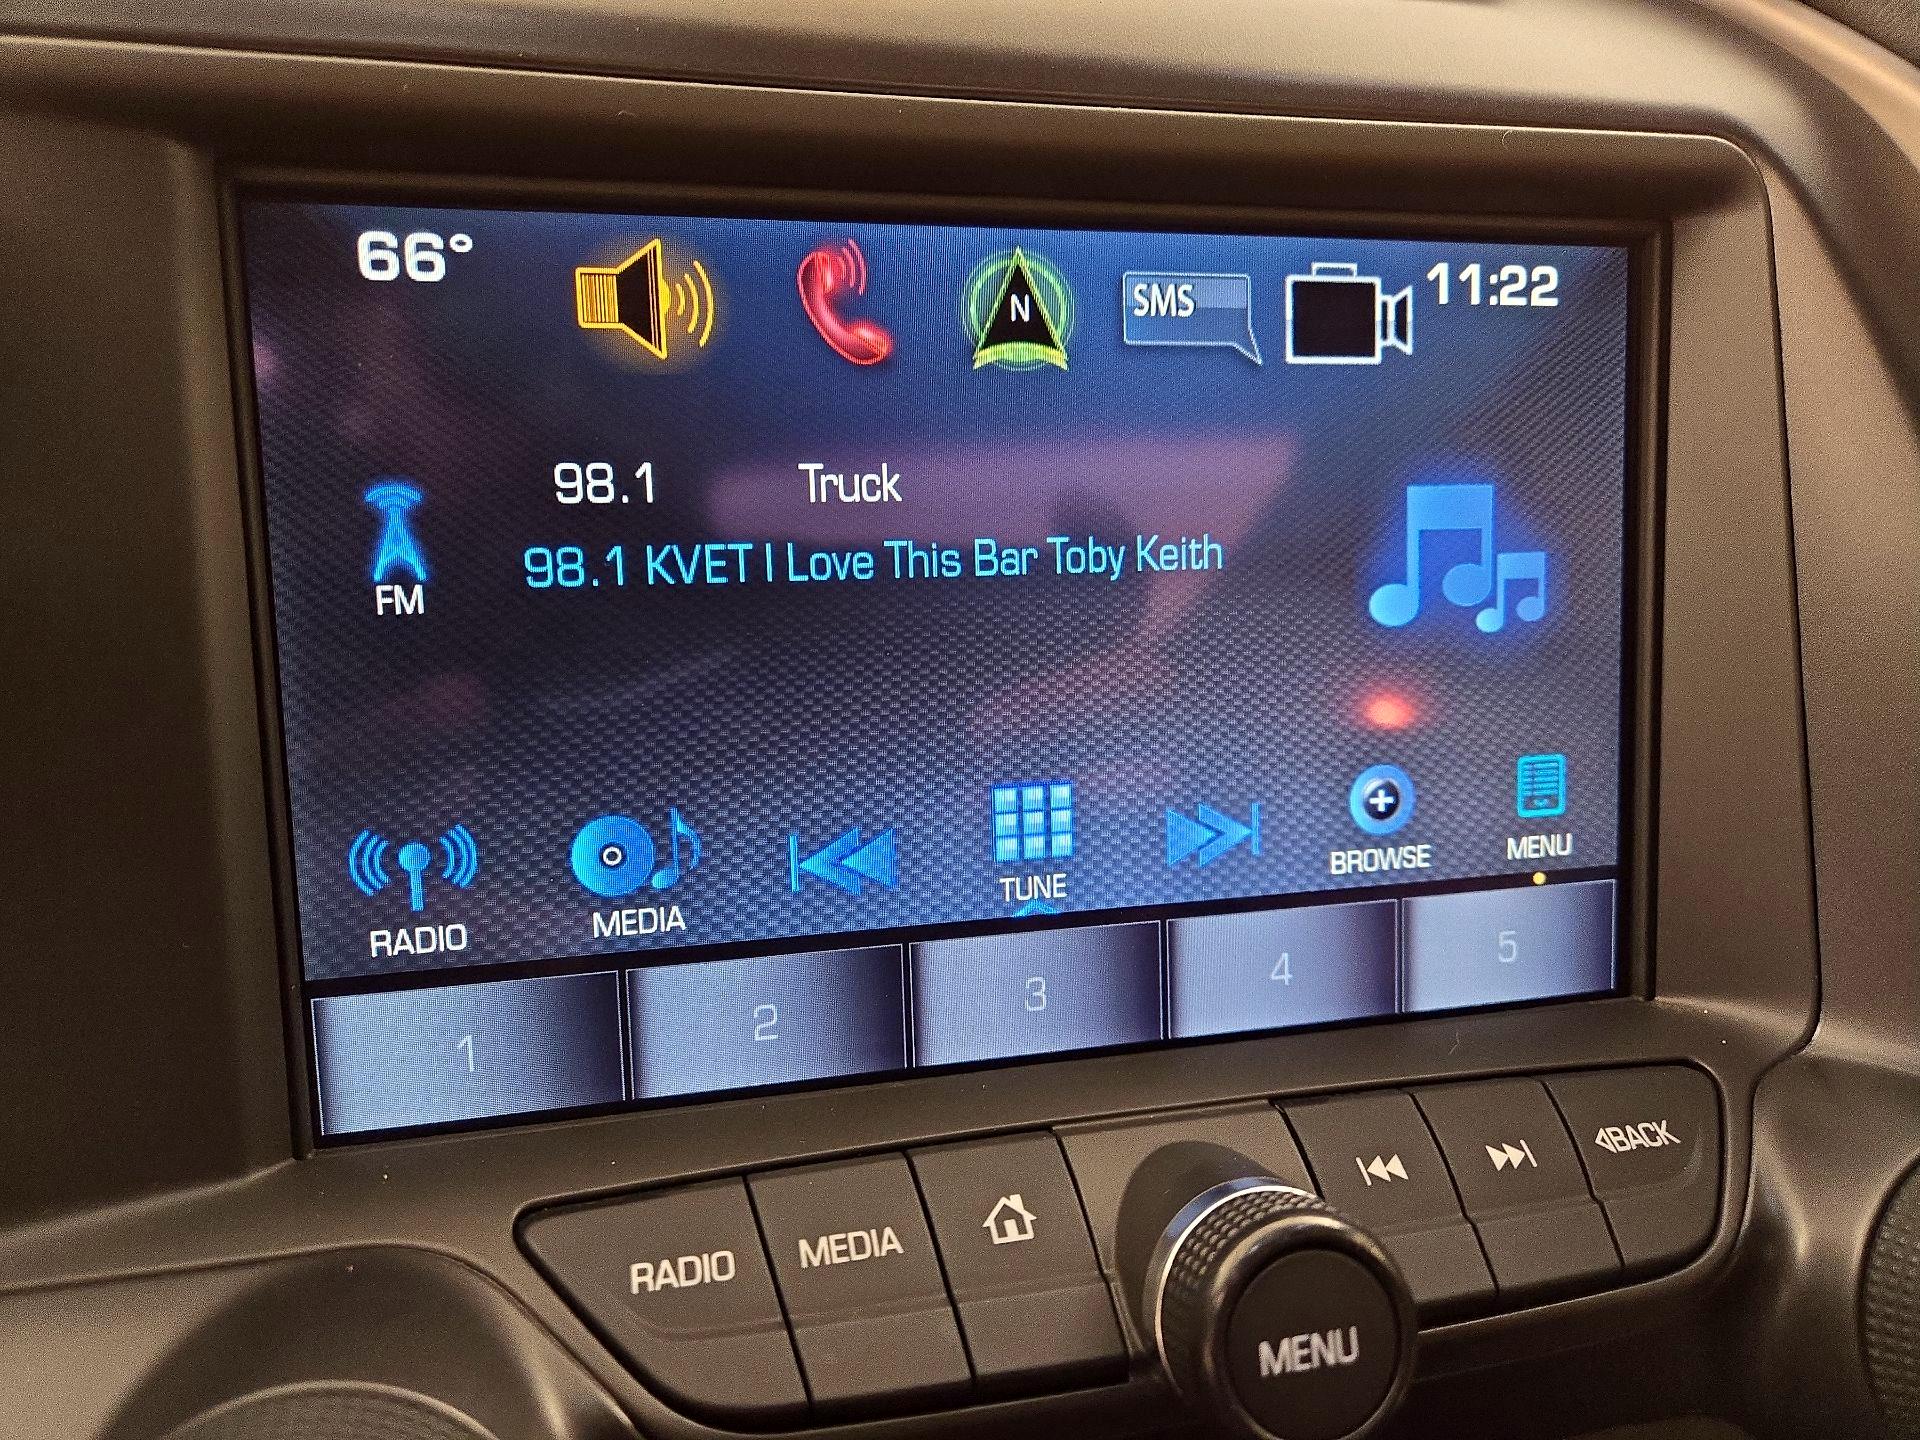 66°
N
SMS
11:22
98.1 Truck
FM
98.1 KVET I Love This Bar Toby Keith
RADIO
MEDIA
TUNE
BROWSE
MENU
1
2
3
4
5
RADIO
MEDIA
MENU
BACK